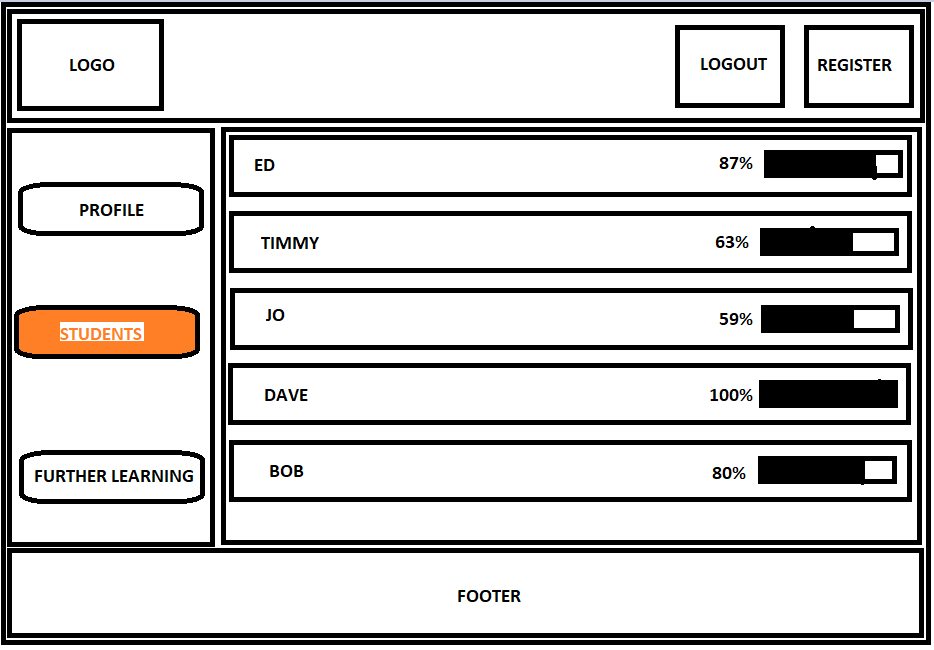 LOGO
LOGOUT
REGISTER
PROFILE
STUDENTS
FURTHER LEARNING
ED 87%
TIMMY 63%
JO 59%
DAVE 100%
BOB 80%
FOOTER